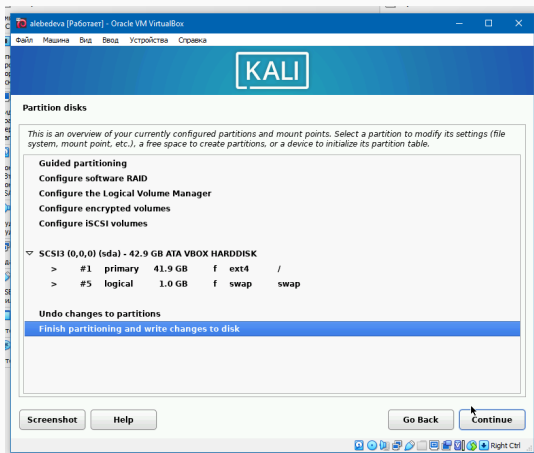 alebedeva [Работает] - Oracle VM VirtualBox
Файл Машина Вид Ввод Устройства Справка
KALI
Partition disks
This is an overview of your currently configured partitions and mount points. Select a partition to modify its settings (file
system, mount point, etc.), a free space to create partitions, or a device to initialize its partition table.
Guided partitioning
Configure software RAID
Configure the Logical Volume Manager
Configure encrypted volumes
Configure iSCSI volumes
SCSI3 (0,0,0) (sda) - 42.9 GB ATA VBOX HARDDISK
> #1 primary 41.9 GB f ext4 /
> #5 logical 1.0 GB f swap swap
Undo changes to partitions
Finish partitioning and write changes to disk
Screenshot Help Go Back Continue
Right Ctrl